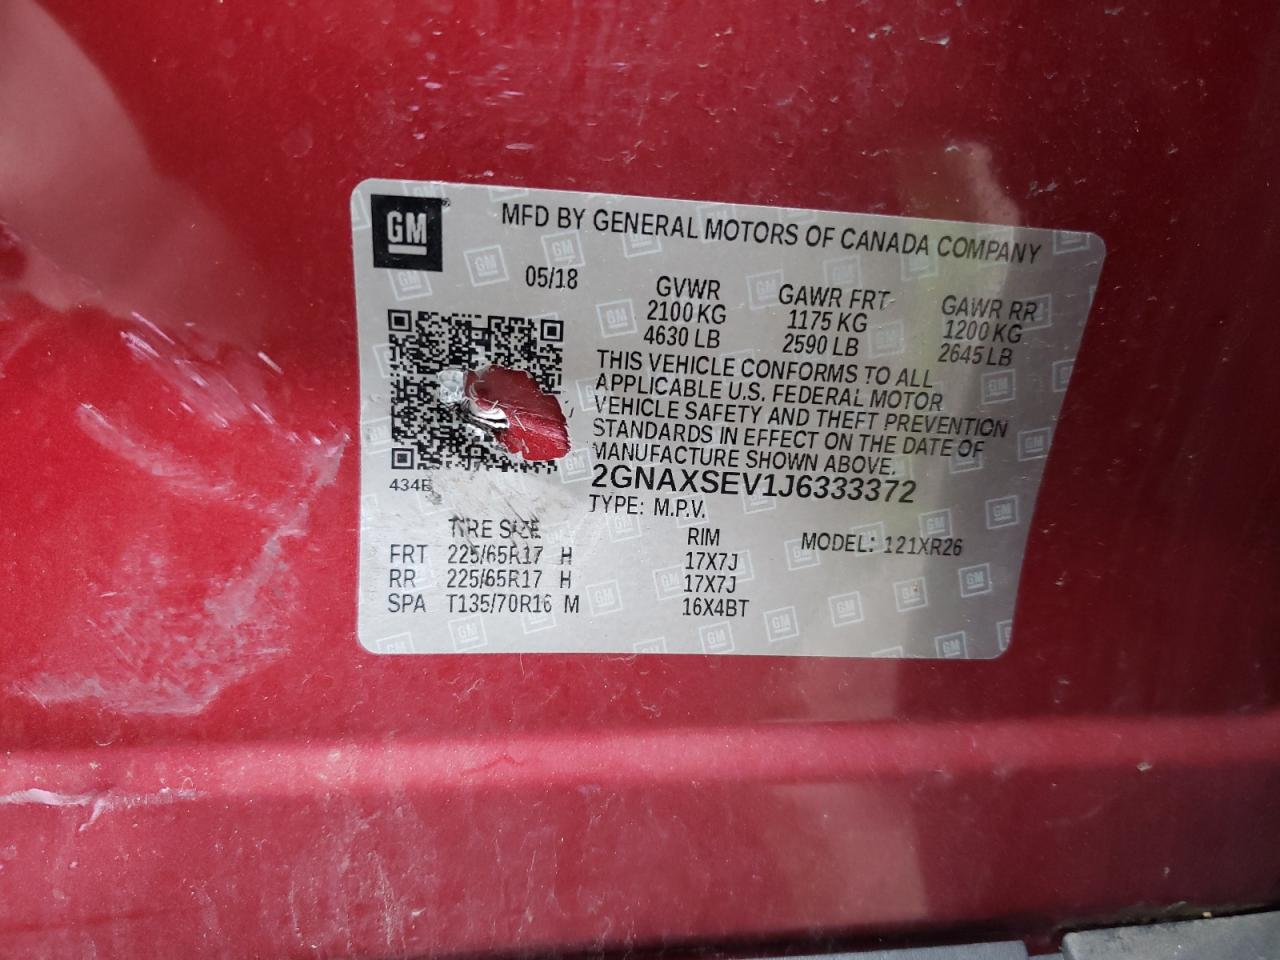 GM
MFD BY GENERAL MOTORS OF CANADA COMPANY
05/18
GVWR
2100 KG
4630 LB
GAWR FRT
1175 KG
2590 LB
GAWR RR
1200 KG
2645 LB
THIS VEHICLE CONFORMS TO ALL
APPLICABLE U.S. FEDERAL MOTOR
VEHICLE SAFETY AND THEFT PREVENTION
STANDARDS IN EFFECT ON THE DATE OF
MANUFACTURE SHOWN ABOVE.
2GNAXSEV1J6333372
TYPE: M.P.V.
TIRE SIZE RIM MODEL: 121XR26
FRT 225/65R17 H 17X7J
RR 225/65R17 H 17X7J
SPA T135/70R16 M 16X4BT